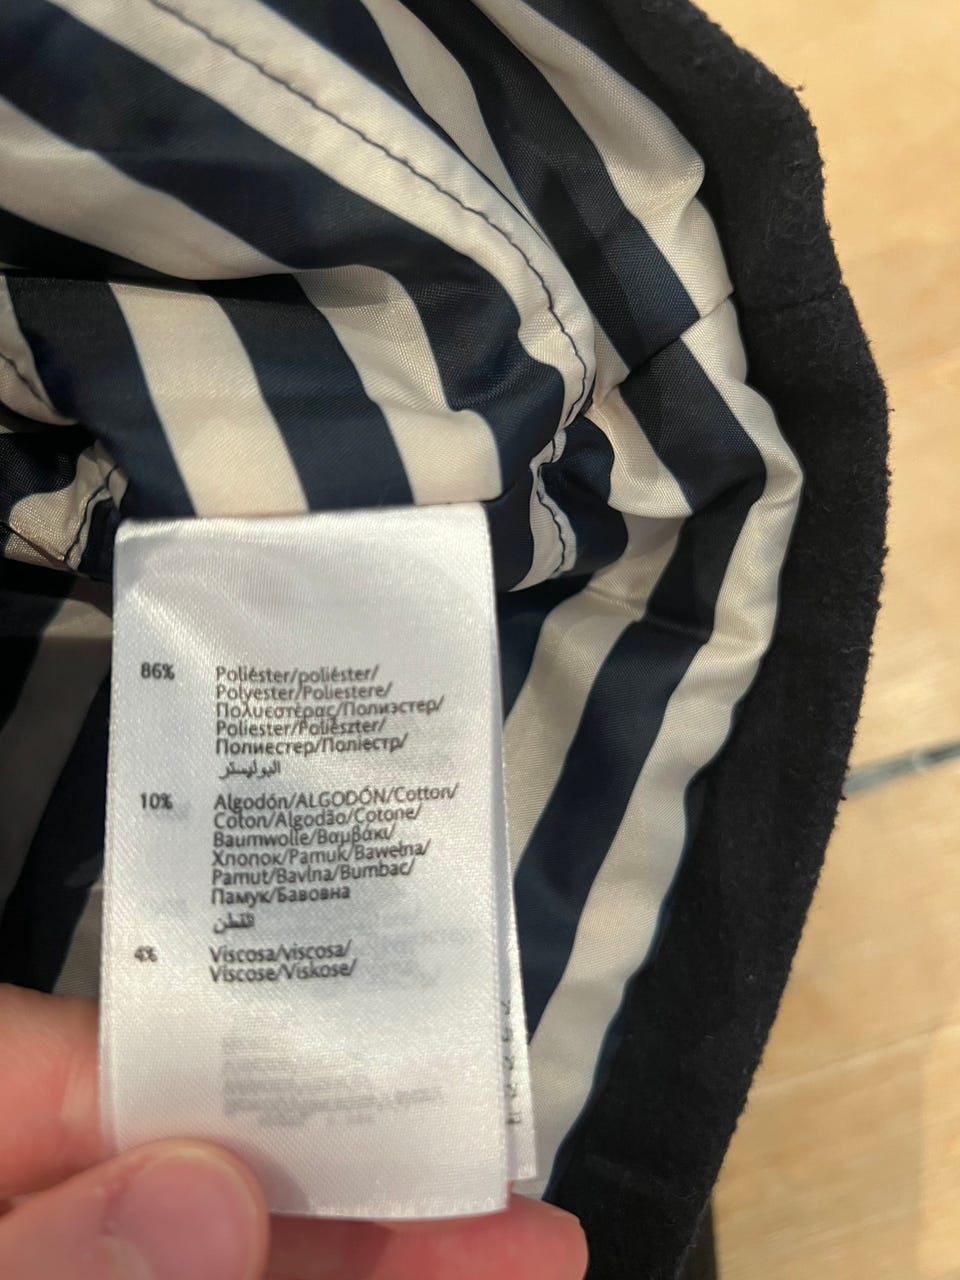 86% Poliéster/poliéster/
Polyester/Poliestere/
Πολυεστέρας/Полиэстер/
Poliester/Poliészter/
Полиестер/Поліестр/
البوليستر
10% Algodón/ALGODÓN/Cotton/
Coton/Algodão/Cotone/
Baumwolle/Βαμβάκι/
Хлопок/Pamuk/Bawełna/
Pamut/Bavlna/Bumbac/
Памук/Бавовна
القطن
4% Viscosa/viscosa/
Viscose/Viskose/